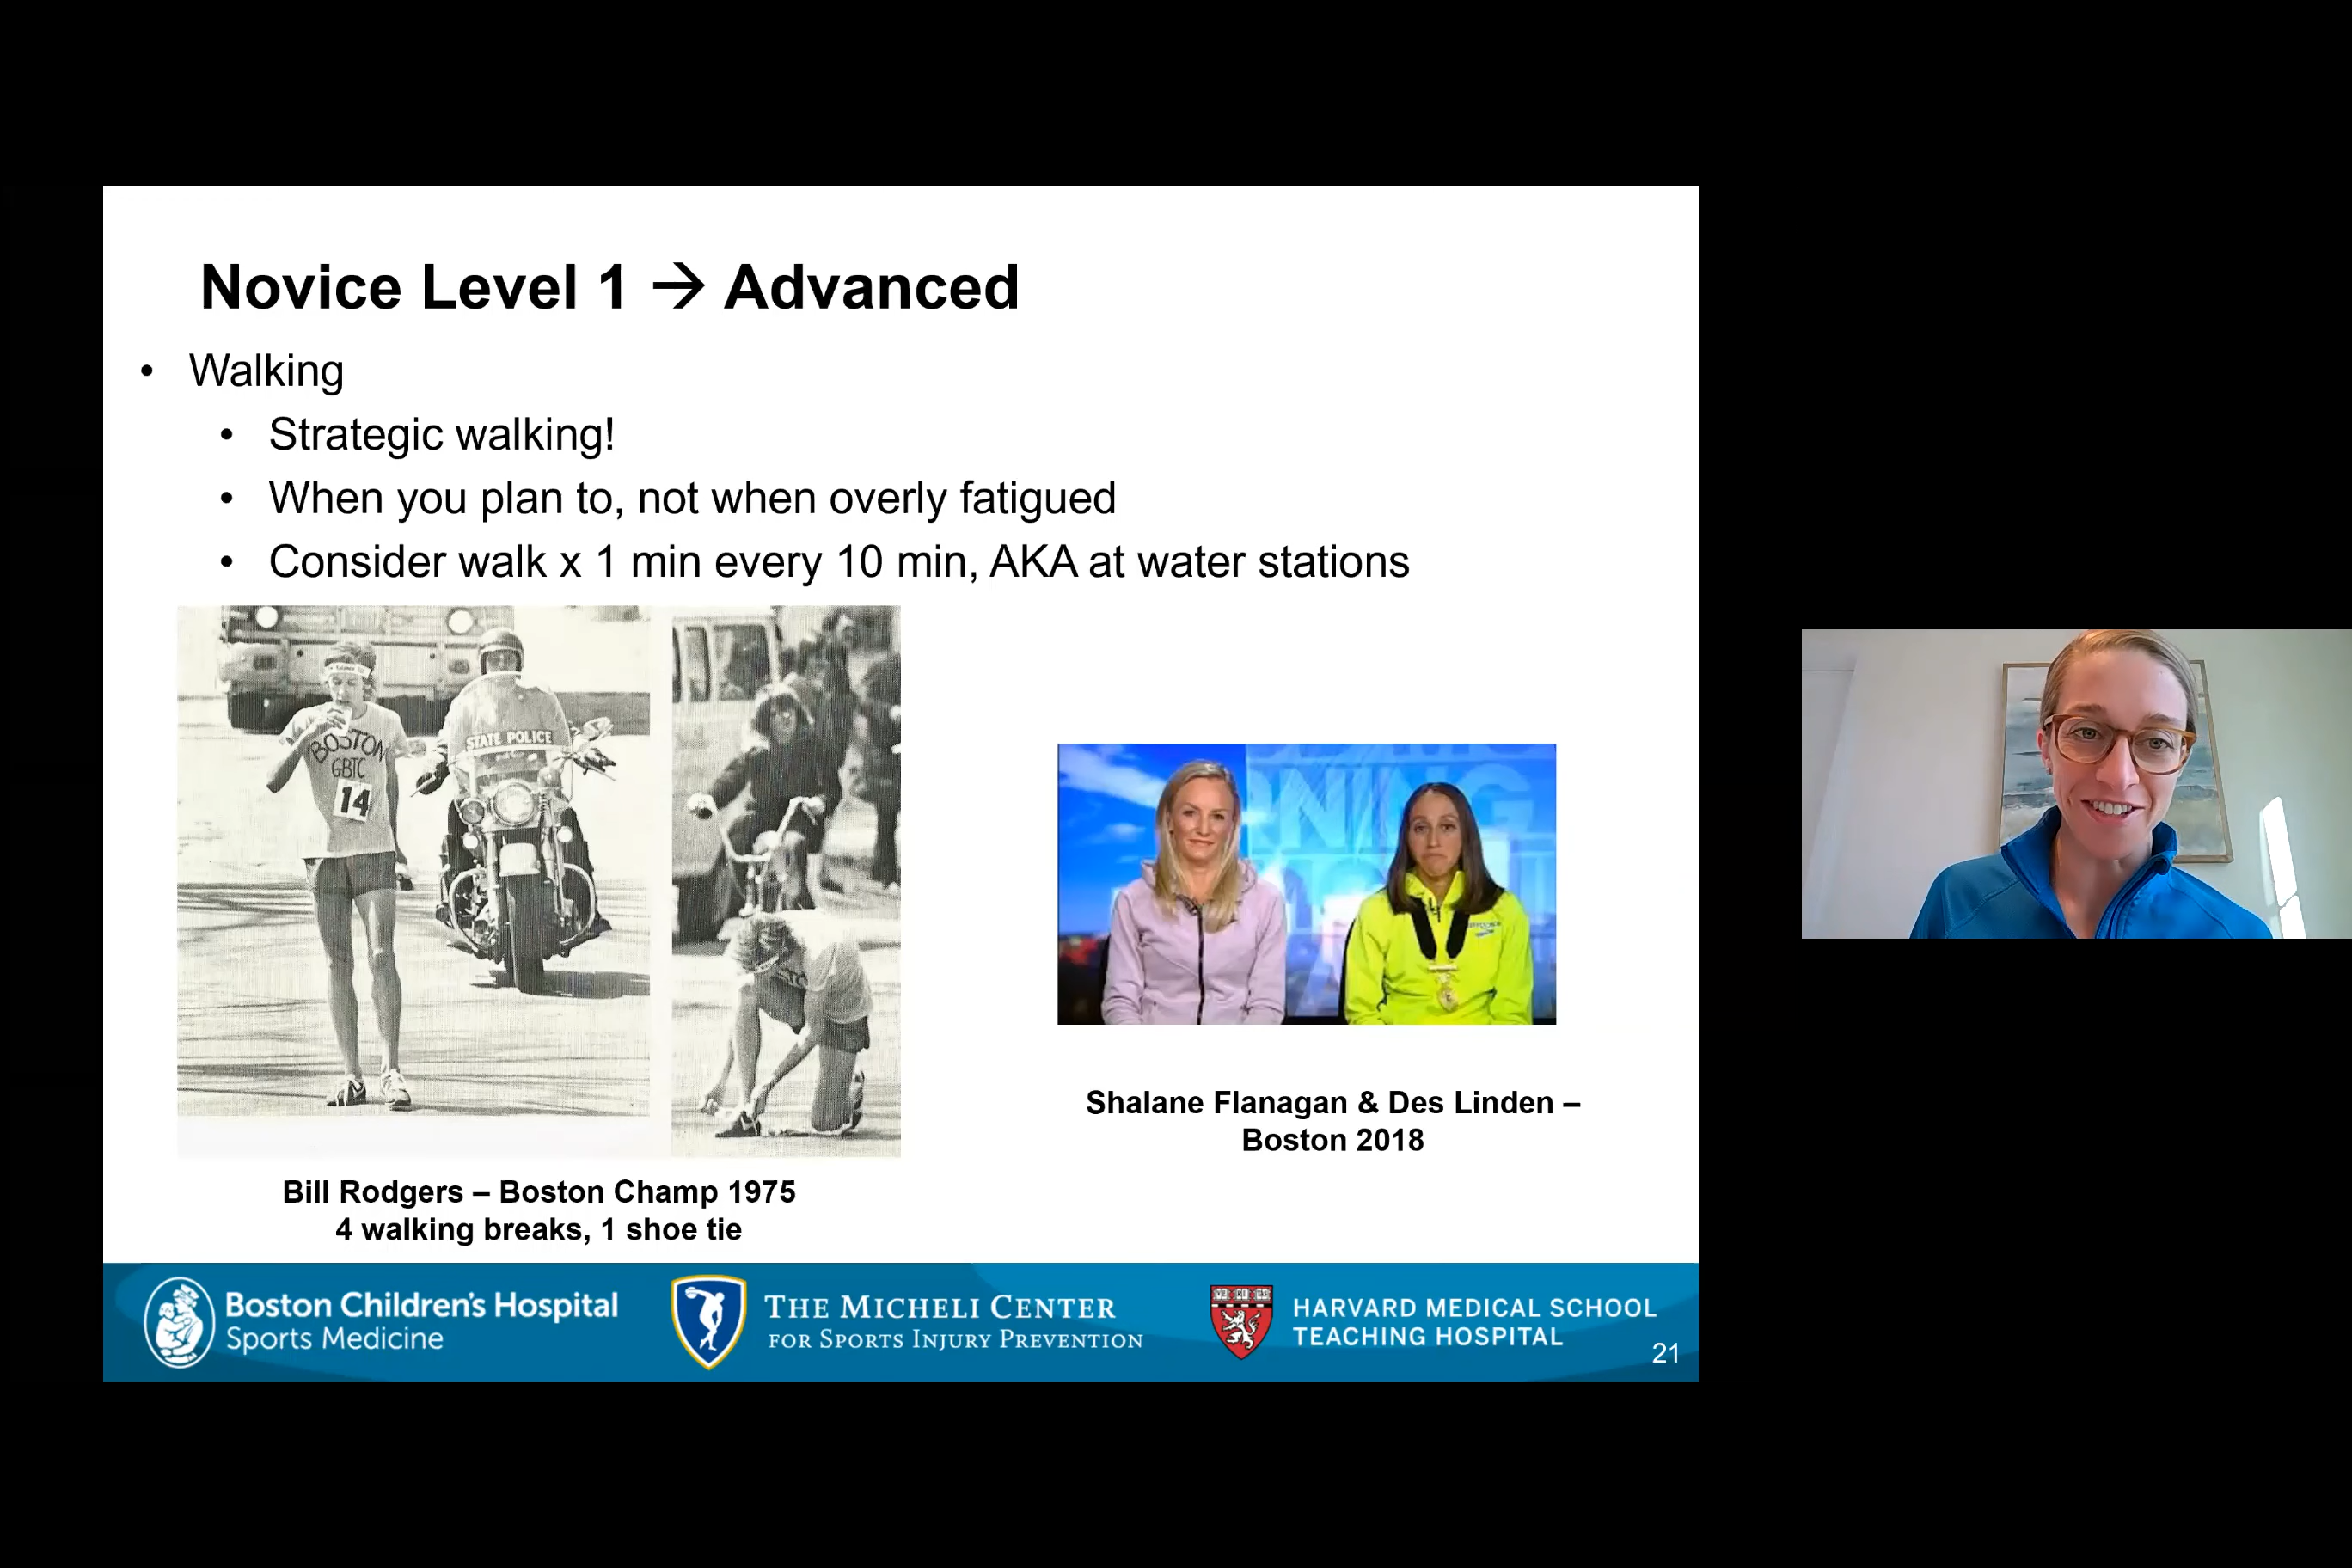 Novice Level 1 → Advanced
• Walking
• Strategic walking!
• When you plan to, not when overly fatigued
• Consider walk x 1 min every 10 min, AKA at water stations
BOSTON
GBTC
14
STATE POLICE
Bill Rodgers – Boston Champ 1975
4 walking breaks, 1 shoe tie
Shalane Flanagan & Des Linden –
Boston 2018
Boston Children's Hospital
Sports Medicine
THE MICHELI CENTER
FOR SPORTS INJURY PREVENTION
HARVARD MEDICAL SCHOOL
TEACHING HOSPITAL
21